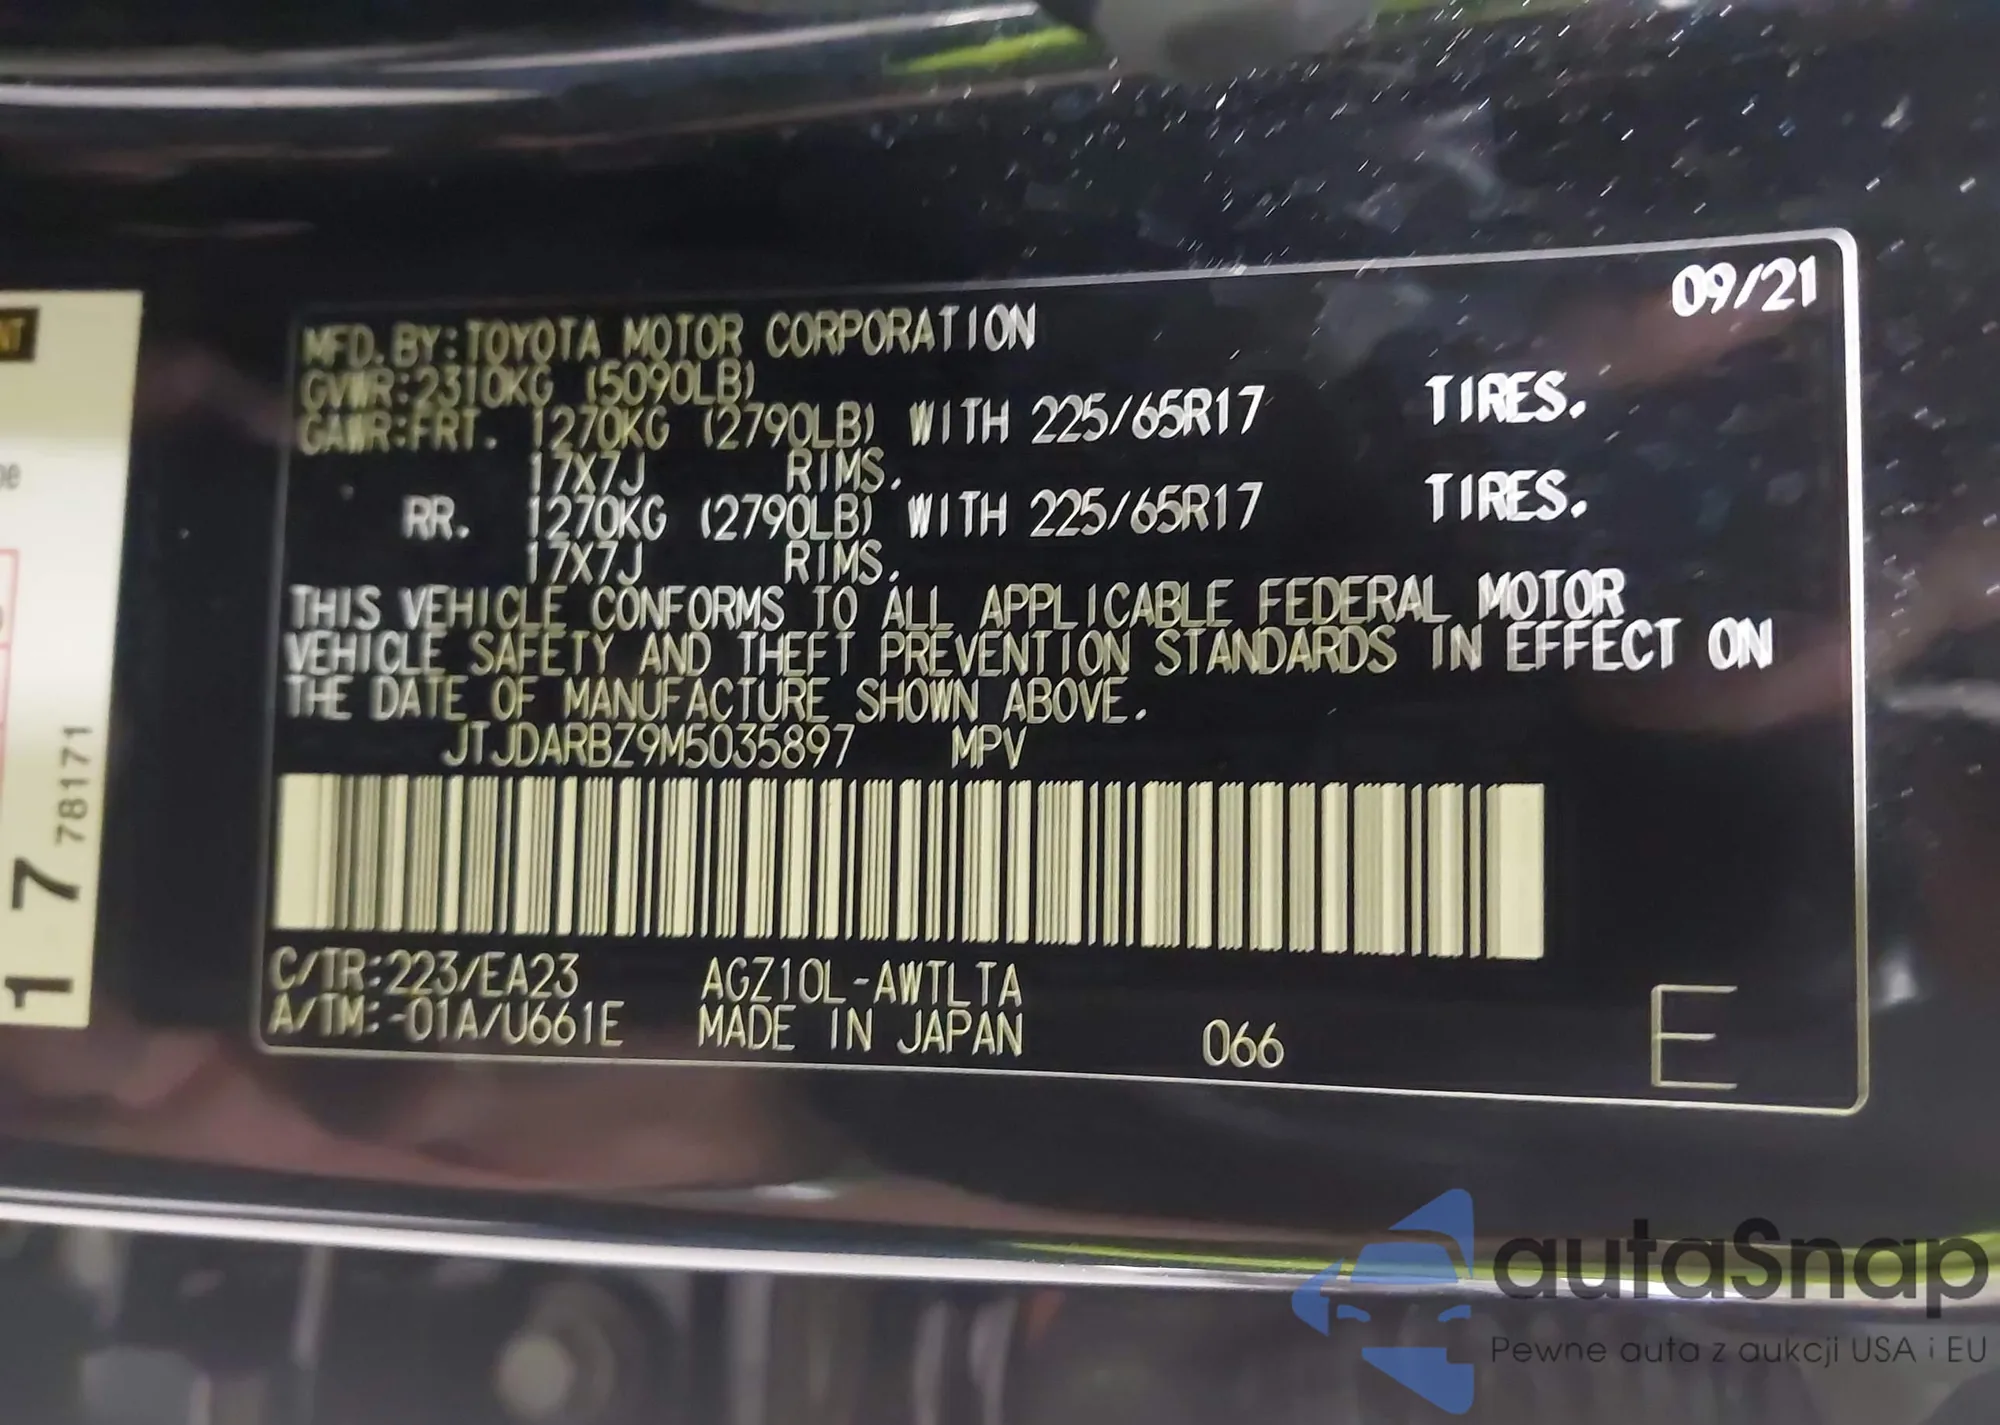 09/21
MFD. BY: TOYOTA MOTOR CORPORATION
GVWR: 2310KG (5090LB)
GAWR: FRT. 1270KG (2790LB) WITH 225/65R17 TIRES.
17X7J RIMS.
RR. 1270KG (2790LB) WITH 225/65R17 TIRES.
17X7J RIMS.
THIS VEHICLE CONFORMS TO ALL APPLICABLE FEDERAL MOTOR
VEHICLE SAFETY AND THEFT PREVENTION STANDARDS IN EFFECT ON
THE DATE OF MANUFACTURE SHOWN ABOVE.
JTJDARBZ9M5035897 MPV
C/TR: 223/EA23 AGZ10L-AWTLTA
A/TM: -01A/U661E MADE IN JAPAN 066
E
17
78171
autaSnap
Pewne auta z aukcji USA i EU